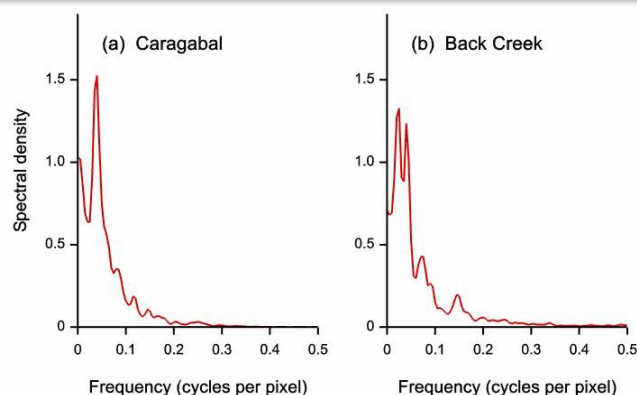 (a) Caragabal
(b) Back Creek
Spectral density
1.5
1.0
0.5
0
0 0.1 0.2 0.3 0.4 0.5
Frequency (cycles per pixel)
1.5
1.0
0.5
0
0 0.1 0.2 0.3 0.4 0.5
Frequency (cycles per pixel)